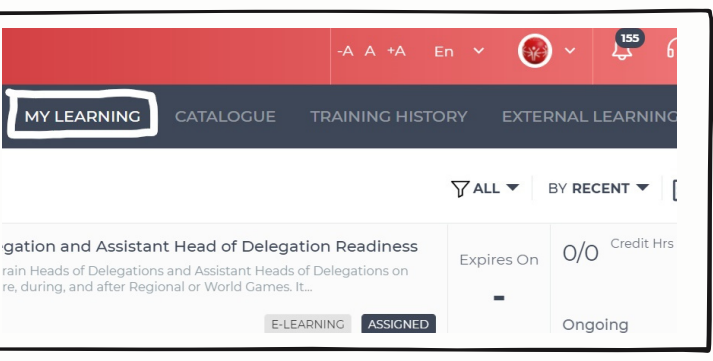 -A A +A En
155
MY LEARNING CATALOGUE TRAINING HISTORY EXTERNAL LEARNING
ALL BY RECENT
gation and Assistant Head of Delegation Readiness
rain Heads of Delegations and Assistant Heads of Delegations on
re, during, and after Regional or World Games. It...
Expires On
-
0/0 Credit Hrs
E-LEARNING ASSIGNED
Ongoing